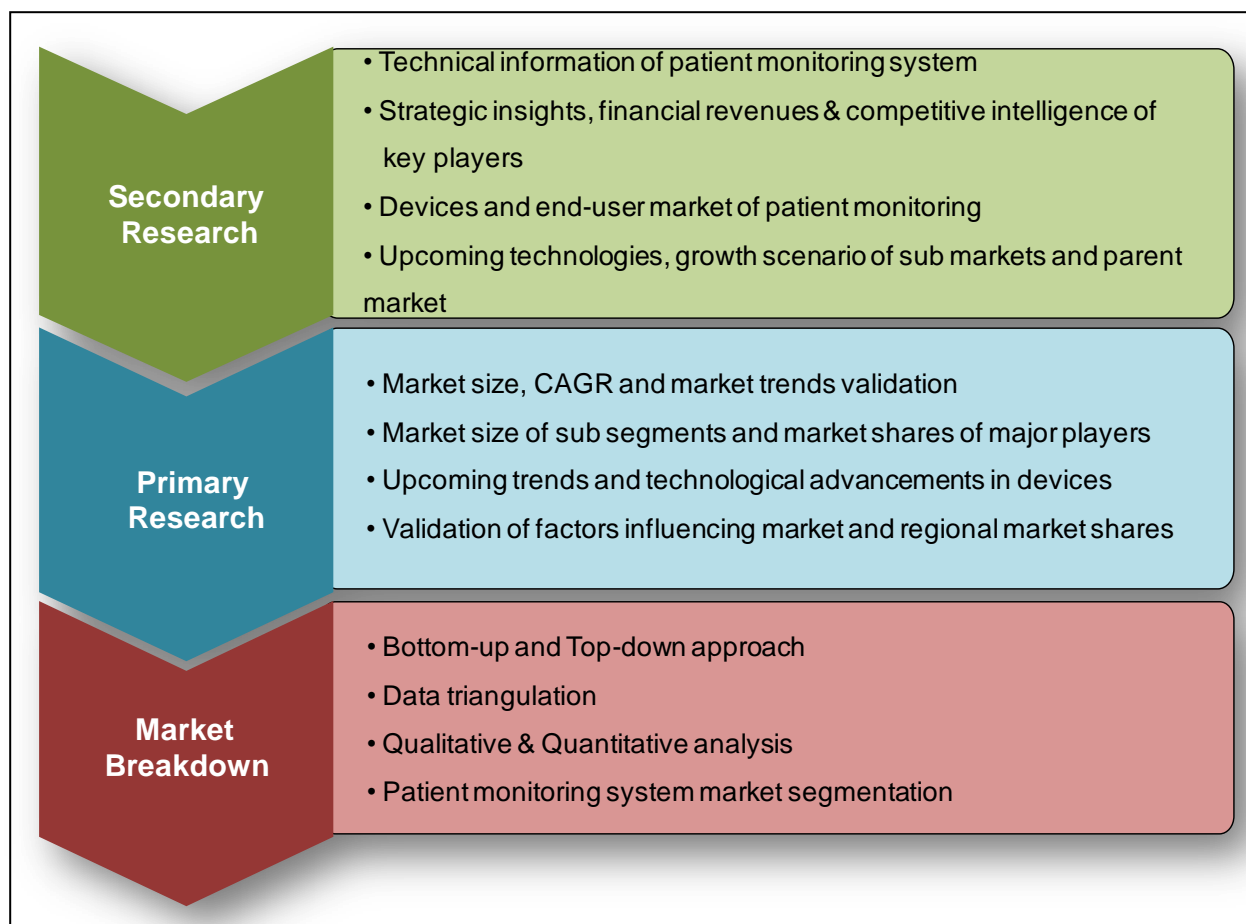 Secondary
Research
• Technical information of patient monitoring system
• Strategic insights, financial revenues & competitive intelligence of
key players
• Devices and end-user market of patient monitoring
• Upcoming technologies, growth scenario of sub markets and parent
market
Primary
Research
• Market size, CAGR and market trends validation
• Market size of sub segments and market shares of major players
• Upcoming trends and technological advancements in devices
• Validation of factors influencing market and regional market shares
Market
Breakdown
• Bottom-up and Top-down approach
• Data triangulation
• Qualitative & Quantitative analysis
• Patient monitoring system market segmentation